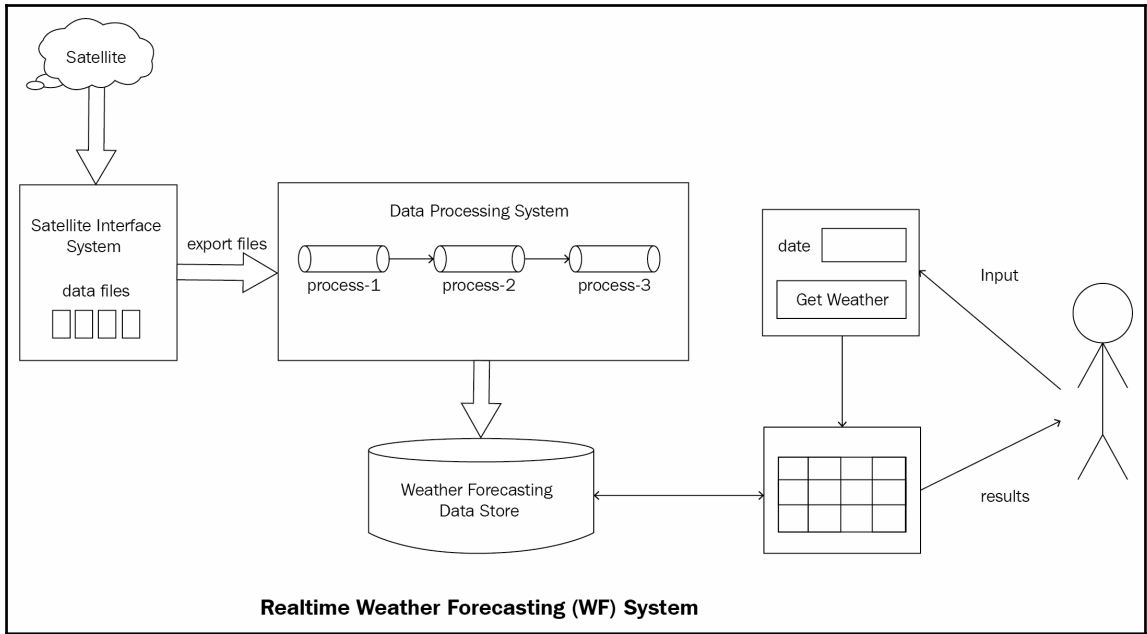 Satellite
Satellite Interface
System
data files
export files
Data Processing System
process-1
process-2
process-3
Weather Forecasting
Data Store
date
Get Weather
Input
results
Realtime Weather Forecasting (WF) System